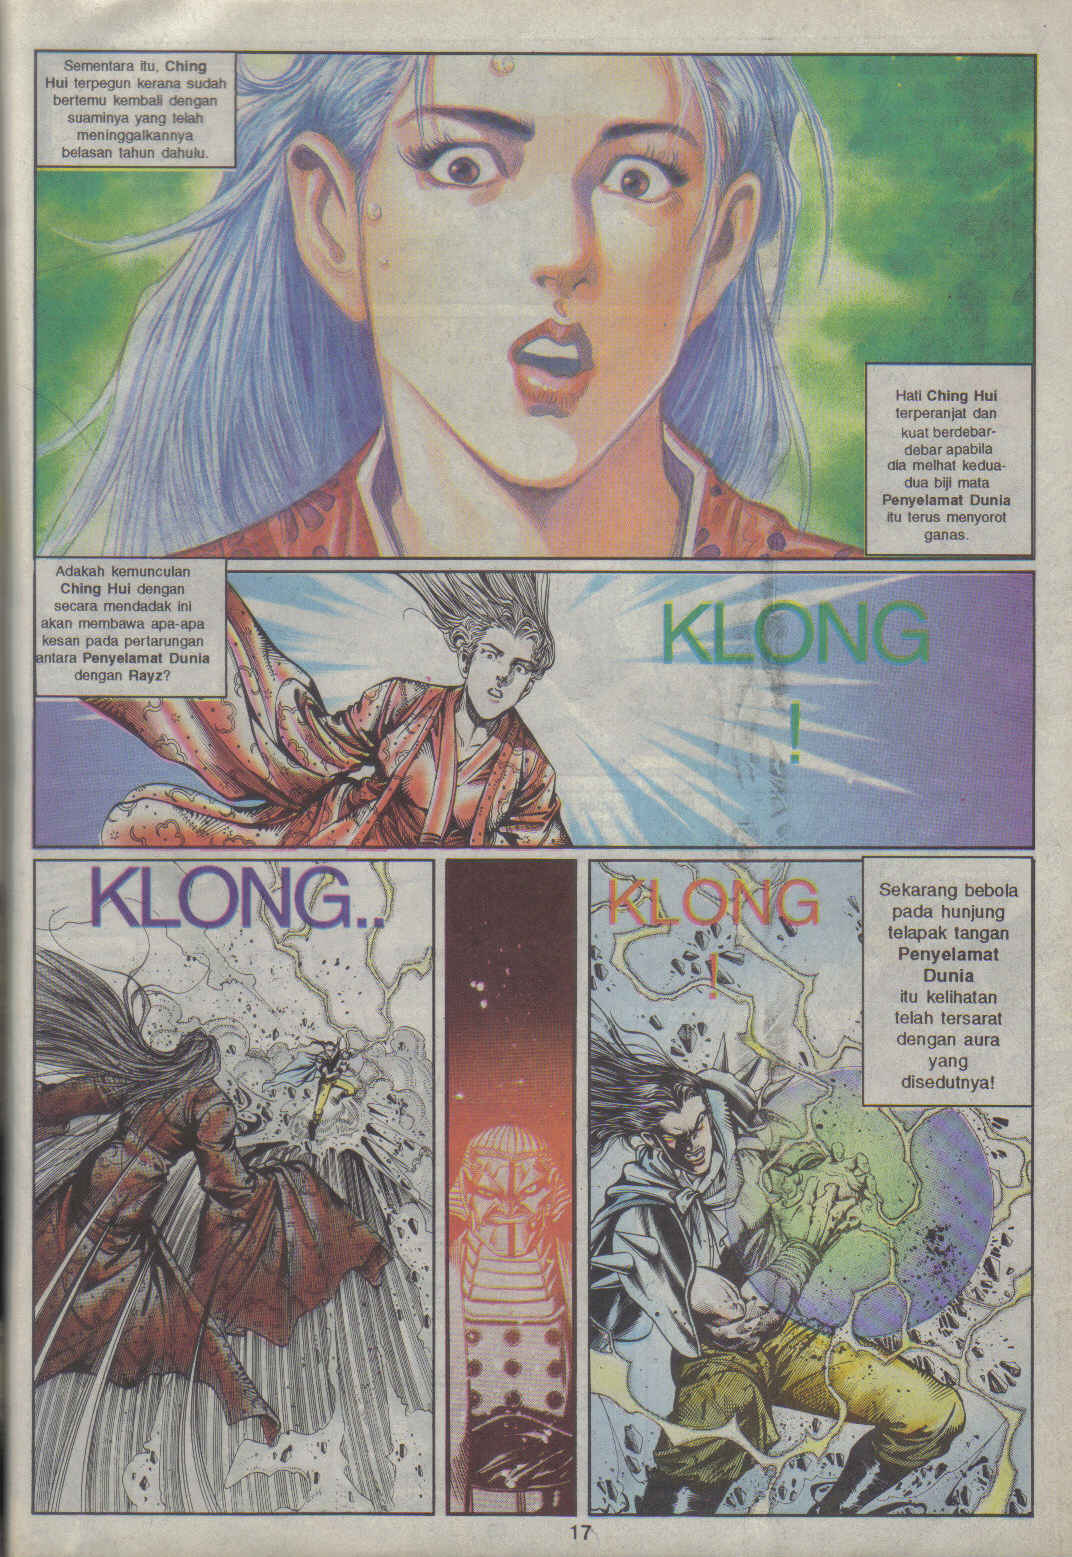 Sementara itu, Ching
Hui terpegun kerana sudah
bertemu kembali dengan
suaminya yang telah
meninggalkannya
belasan tahun dahulu.
Hati Ching Hui
terperanjat dan
kuat berdebar-
debar apabila
dia melhat kedua-
dua biji mata
Penyelamat Dunia
itu terus menyorot
ganas.
Adakah kemunculan
Ching Hui dengan
secara mendadak ini
akan membawa apa-apa
kesan pada pertarungan
antara Penyelamat Dunia
dengan Rayz?
KLONG
!
KLONG..
KLONG
!
Sekarang bebola
pada hunjung
telapak tangan
Penyelamat
Dunia
itu kelihatan
telah tersarat
dengan aura
yang
disedutnya!
17